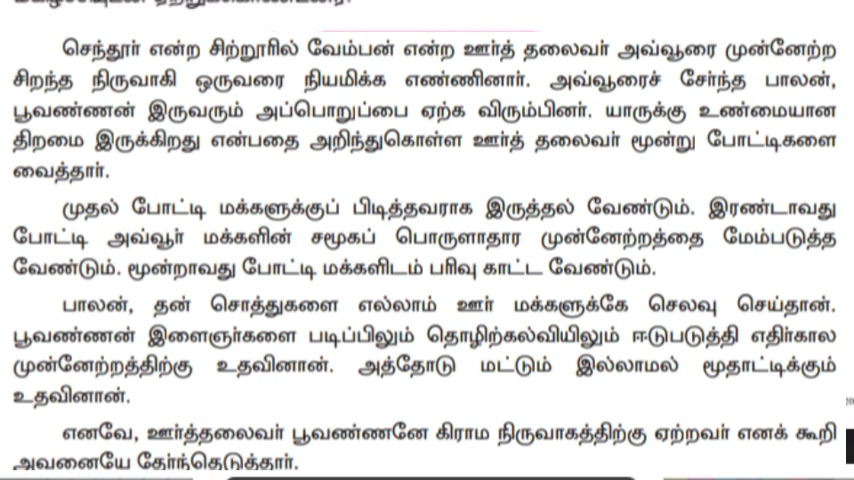 செந்தூர் என்ற சிற்றூரில் வேம்பன் என்ற ஊர்த் தலைவர் அவ்வூரை முன்னேற்ற
சிறந்த நிருவாகி ஒருவரை நியமிக்க எண்ணினார். அவ்வூரைச் சேர்ந்த பாலன்,
பூவண்ணன் இருவரும் அப்பொறுப்பை ஏற்க விரும்பினர். யாருக்கு உண்மையான
திறமை இருக்கிறது என்பதை அறிந்துகொள்ள ஊர்த் தலைவர் மூன்று போட்டிகளை
வைத்தார்.
முதல் போட்டி மக்களுக்குப் பிடித்தவராக இருத்தல் வேண்டும். இரண்டாவது
போட்டி அவ்வூர் மக்களின் சமூகப் பொருளாதார முன்னேற்றத்தை மேம்படுத்த
வேண்டும். மூன்றாவது போட்டி மக்களிடம் பரிவு காட்ட வேண்டும்.
பாலன், தன் சொத்துகளை எல்லாம் ஊர் மக்களுக்கே செலவு செய்தான்.
பூவண்ணன் இளைஞர்களை படிப்பிலும் தொழிற்கல்வியிலும் ஈடுபடுத்தி எதிர்கால
முன்னேற்றத்திற்கு உதவினான். அத்தோடு மட்டும் இல்லாமல் மூதாட்டிக்கும்
உதவினான்.
எனவே, ஊர்த்தலைவர் பூவண்ணனே கிராம நிருவாகத்திற்கு ஏற்றவர் எனக் கூறி
அவனையே தேர்ந்தெடுத்தார்.